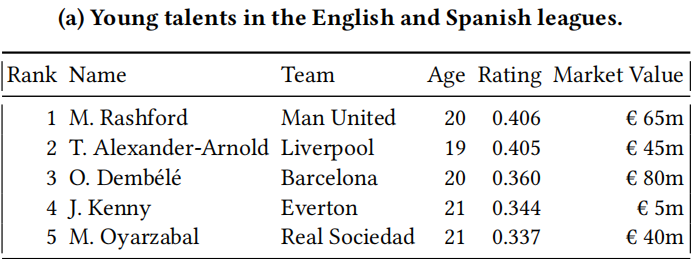 (a) Young talents in the English and Spanish leagues.
Rank Name Team Age Rating Market Value
1 M. Rashford Man United 20 0.406 € 65m
2 T. Alexander-Arnold Liverpool 19 0.405 € 45m
3 O. Dembélé Barcelona 20 0.360 € 80m
4 J. Kenny Everton 21 0.344 € 5m
5 M. Oyarzabal Real Sociedad 21 0.337 € 40m